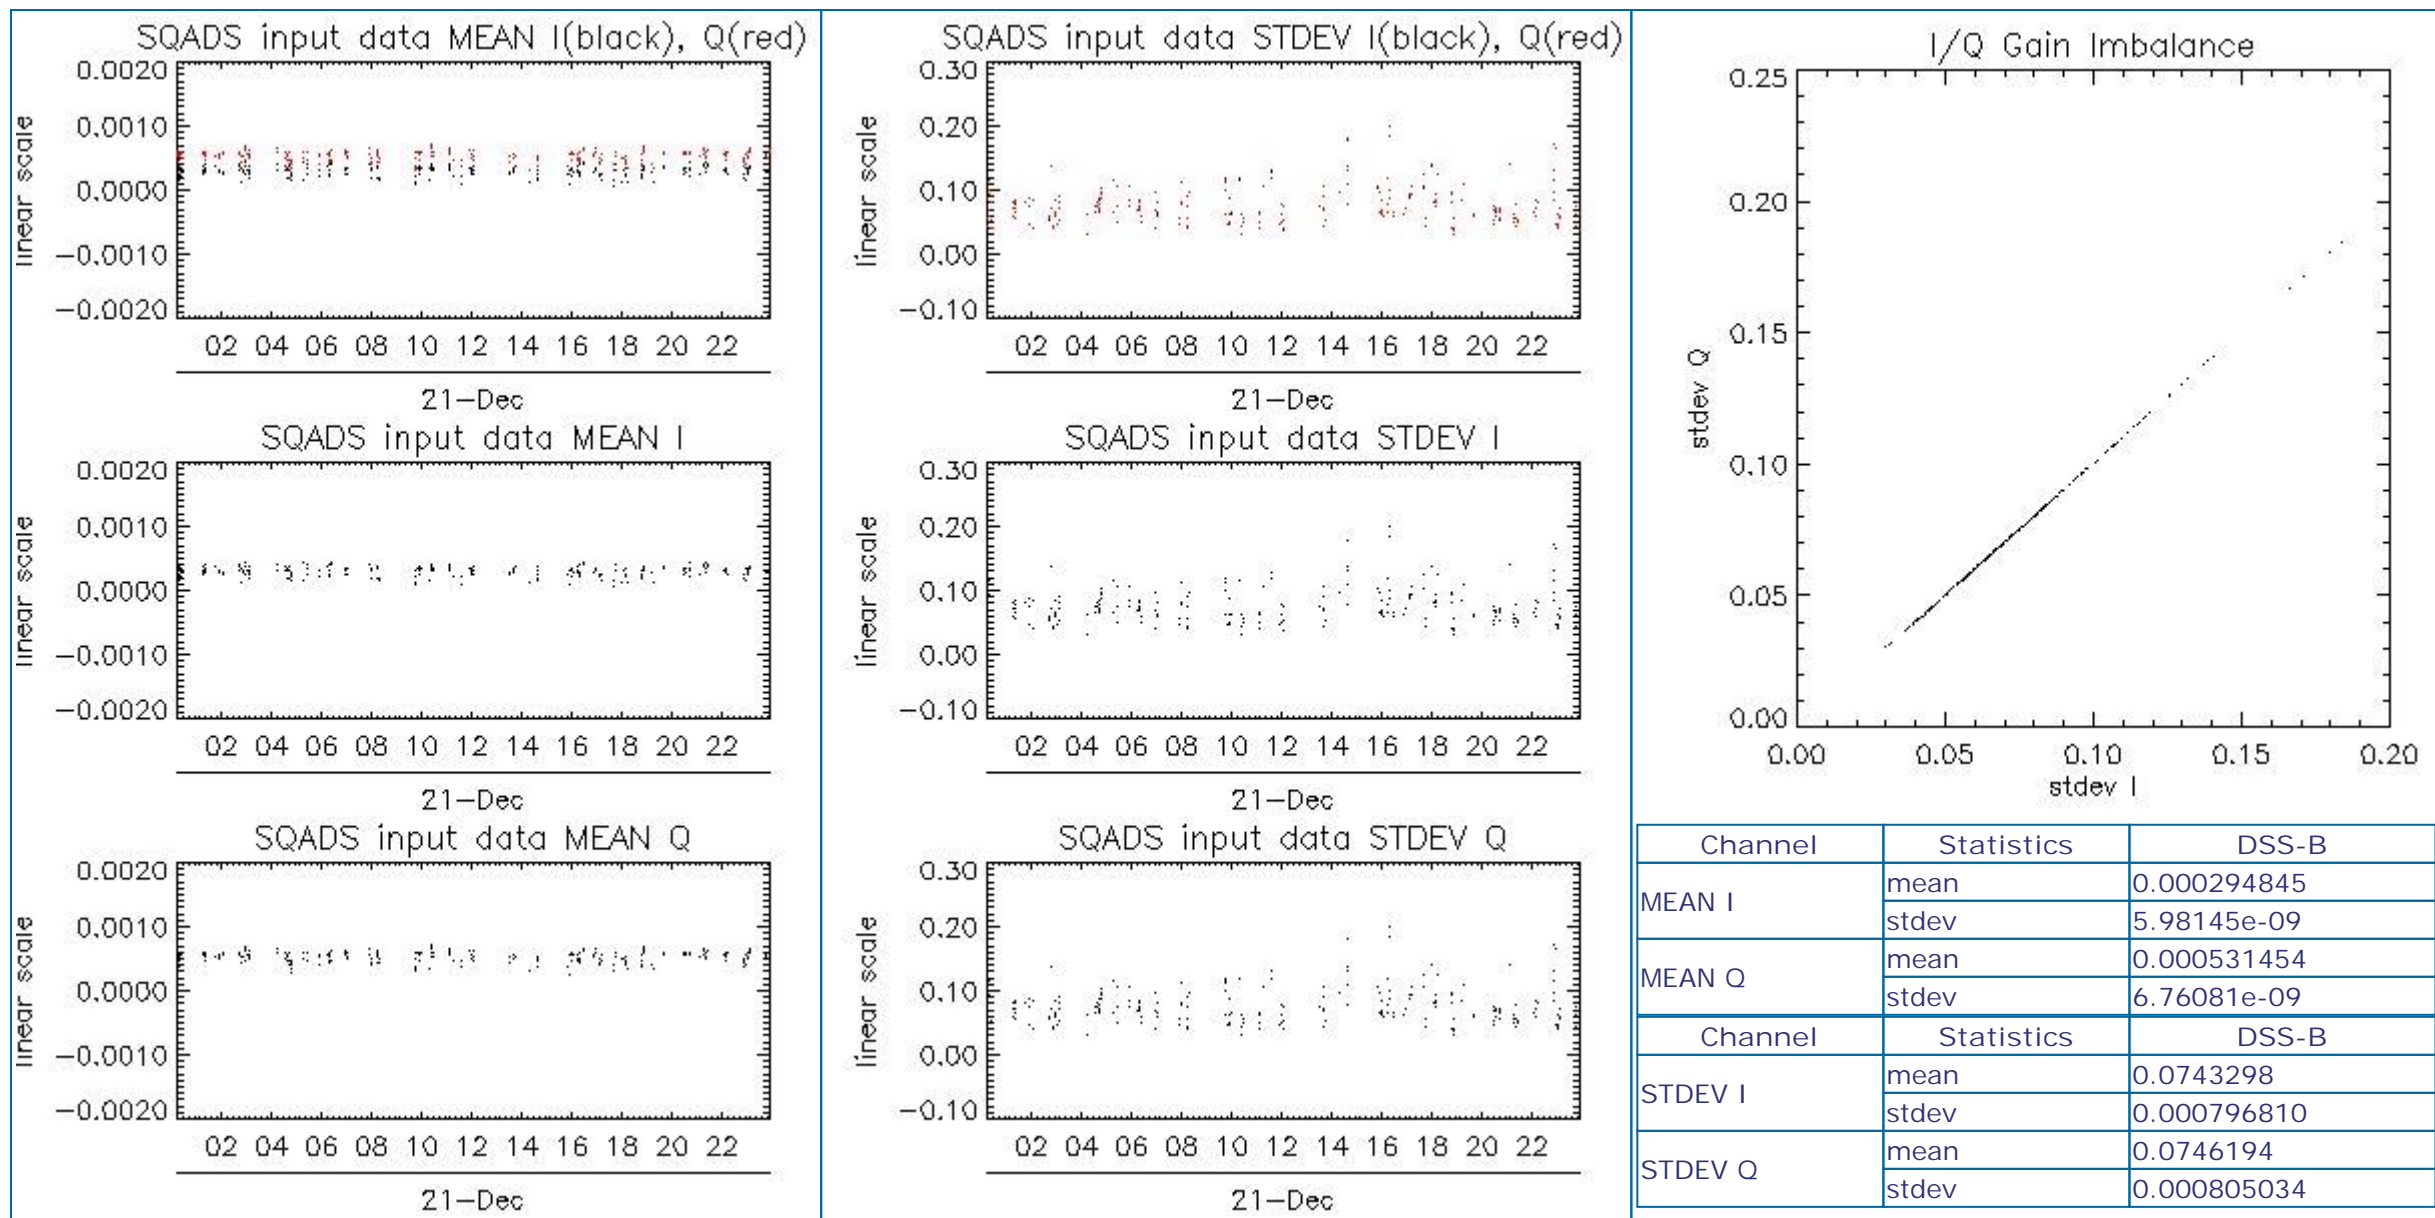 SQADS input data MEAN I(black), Q(red)
linear scale
0.0020
0.0010
0.0000
−0.0010
−0.0020
02 04 06 08 10 12 14 16 18 20 22
21−Dec
SQADS input data MEAN I
linear scale
0.0020
0.0010
0.0000
−0.0010
−0.0020
02 04 06 08 10 12 14 16 18 20 22
21−Dec
SQADS input data MEAN Q
linear scale
0.0020
0.0010
0.0000
−0.0010
−0.0020
02 04 06 08 10 12 14 16 18 20 22
21−Dec
SQADS input data STDEV I(black), Q(red)
linear scale
0.30
0.20
0.10
0.00
−0.10
02 04 06 08 10 12 14 16 18 20 22
21−Dec
SQADS input data STDEV I
linear scale
0.30
0.20
0.10
0.00
−0.10
02 04 06 08 10 12 14 16 18 20 22
21−Dec
SQADS input data STDEV Q
linear scale
0.30
0.20
0.10
0.00
−0.10
02 04 06 08 10 12 14 16 18 20 22
21−Dec
I/Q Gain Imbalance
stdev Q
0.25
0.20
0.15
0.10
0.05
0.00
0.00 0.05 0.10 0.15 0.20
stdev I
Channel Statistics DSS-B
MEAN I mean 0.000294845
stdev 5.98145e-09
MEAN Q mean 0.000531454
stdev 6.76081e-09
Channel Statistics DSS-B
STDEV I mean 0.0743298
stdev 0.000796810
STDEV Q mean 0.0746194
stdev 0.000805034